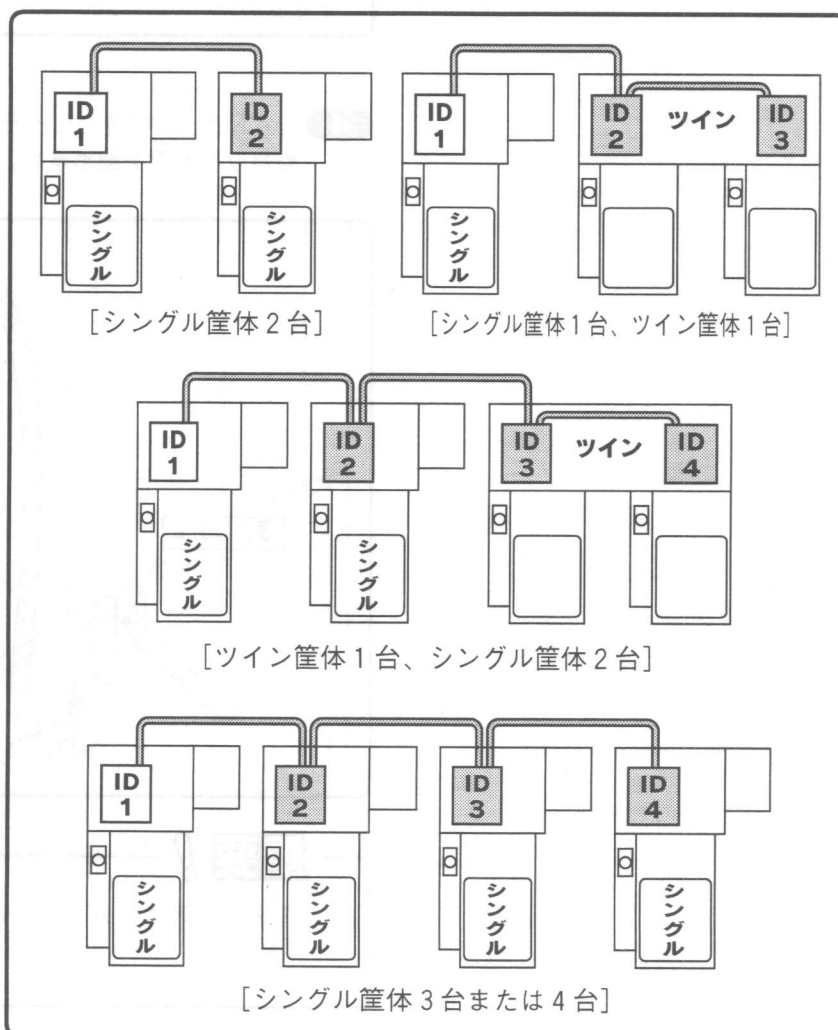 ID
1
ID
2
シングル
シングル
[シングル筐体2台]
ID
1
ID
2
ツイン
ID
3
シングル
[シングル筐体1台、ツイン筐体1台]
ID
1
ID
2
ID
3
ツイン
ID
4
シングル
シングル
[ツイン筐体1台、シングル筐体2台]
ID
1
ID
2
ID
3
ID
4
シングル
シングル
シングル
シングル
[シングル筐体3台または4台]